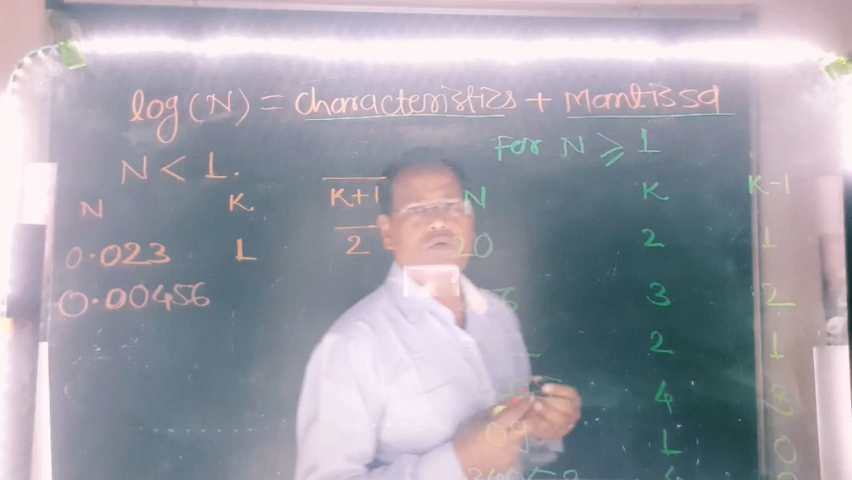 log(N) = characteristics + Mantissa
For N ≥ 1
N < 1.
N K K+1 N K K-1
0.023 1 2̅ 20 2 1
0.00456 3 2
2 1
4 3
1 0